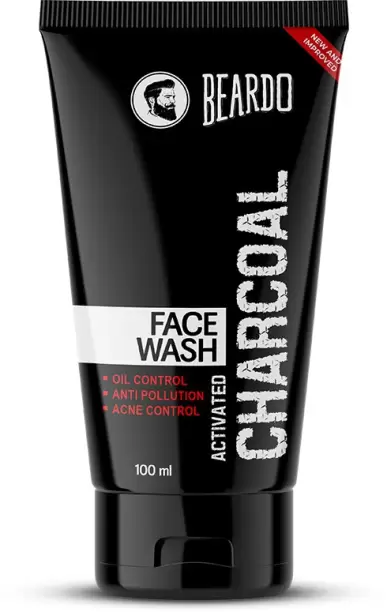 NEW AND
IMPROVED
BEARDO
ACTIVATED
CHARCOAL
FACE
WASH
• OIL CONTROL
• ANTI POLLUTION
• ACNE CONTROL
100 ml